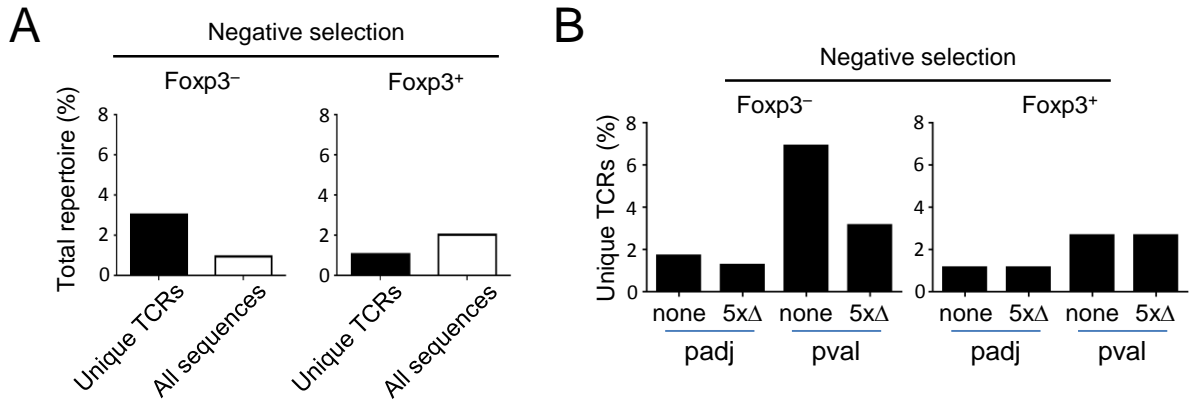 A
Negative selection
Foxp3⁻
Foxp3⁺
Total repertoire (%)
8
6
4
2
0
8
6
4
2
0
Unique TCRs
All sequences
Unique TCRs
All sequences
B
Negative selection
Foxp3⁻
Foxp3⁺
Unique TCRs (%)
8
6
4
2
0
8
6
4
2
0
none 5xΔ none 5xΔ
none 5xΔ none 5xΔ
padj pval
padj pval